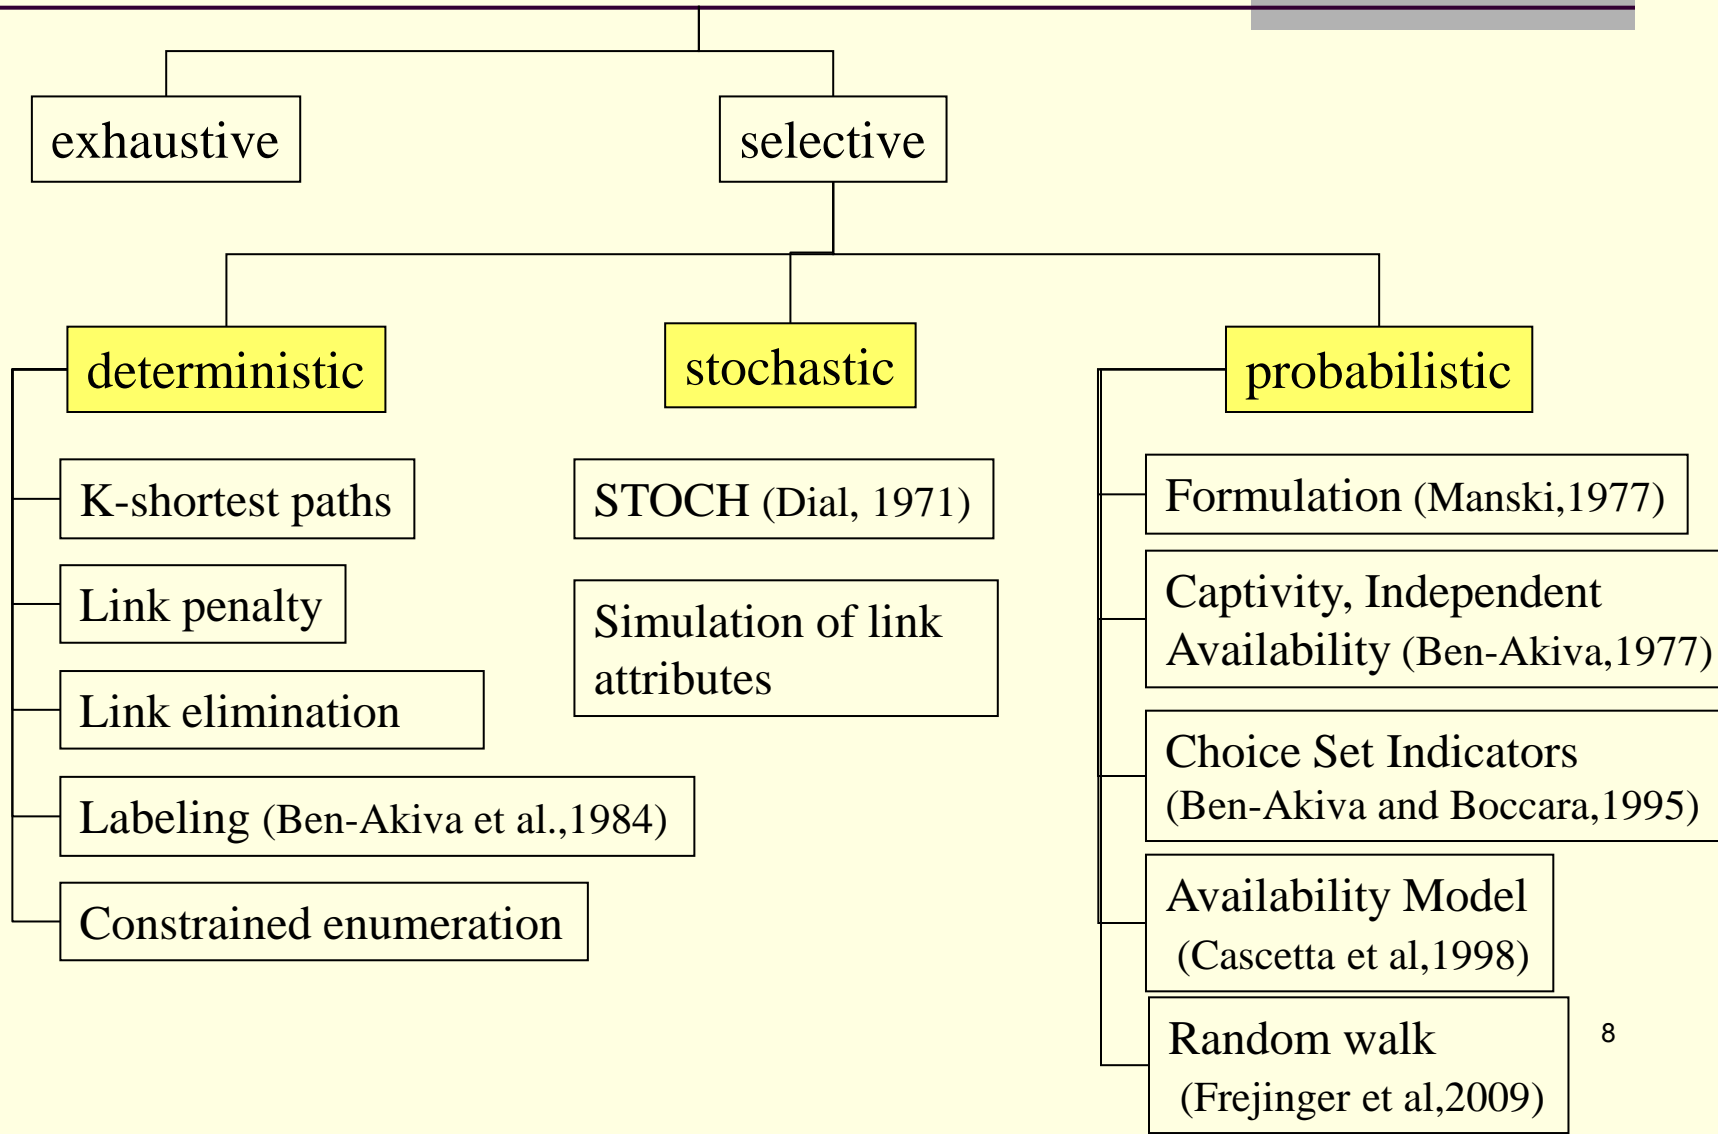 exhaustive
selective
deterministic
stochastic
probabilistic
K-shortest paths
Link penalty
Link elimination
Labeling (Ben-Akiva et al.,1984)
Constrained enumeration
STOCH (Dial, 1971)
Simulation of link
attributes
Formulation (Manski,1977)
Captivity, Independent
Availability (Ben-Akiva,1977)
Choice Set Indicators
(Ben-Akiva and Boccara,1995)
Availability Model
(Cascetta et al,1998)
Random walk
(Frejinger et al,2009)
8